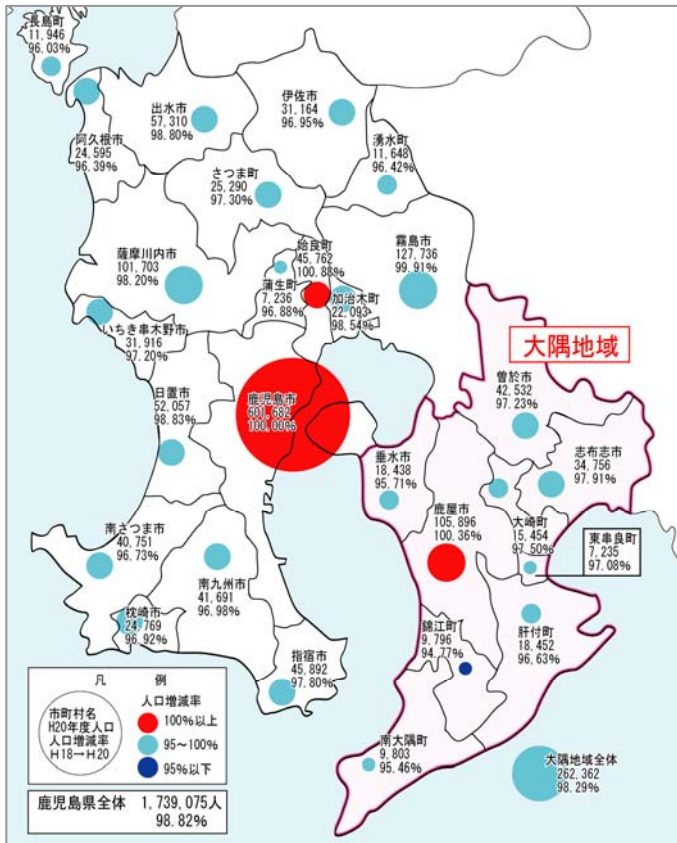 長島町
11,946
96.03%
出水市
57,310
98.80%
伊佐市
31,164
96.95%
阿久根市
24,595
96.39%
湧水町
11,648
96.42%
さつま町
25,290
97.30%
薩摩川内市
101,703
98.20%
姶良町
45,762
100.88%
蒲生町
7,236
96.88%
加治木町
22,093
98.54%
霧島市
127,736
99.91%
いちき串木野市
31,916
97.20%
大隅地域
日置市
52,057
98.83%
鹿児島市
601,682
100.00%
曽於市
42,532
97.23%
垂水市
18,438
95.71%
志布志市
34,756
97.91%
鹿屋市
105,896
100.36%
大崎町
15,454
97.50%
東串良町
7,235
97.08%
南さつま市
40,751
96.73%
南九州市
41,691
96.98%
枕崎市
24,769
96.92%
錦江町
9,796
94.77%
肝付町
18,452
96.63%
指宿市
45,892
97.80%
南大隅町
9,803
95.46%
大隅地域全体
262,362
98.29%
凡 例
市町村名
H20年度人口
人口増減率
H18→H20
人口増減率
100%以上
95~100%
95%以下
鹿児島県全体 1,739,075人
98.82%